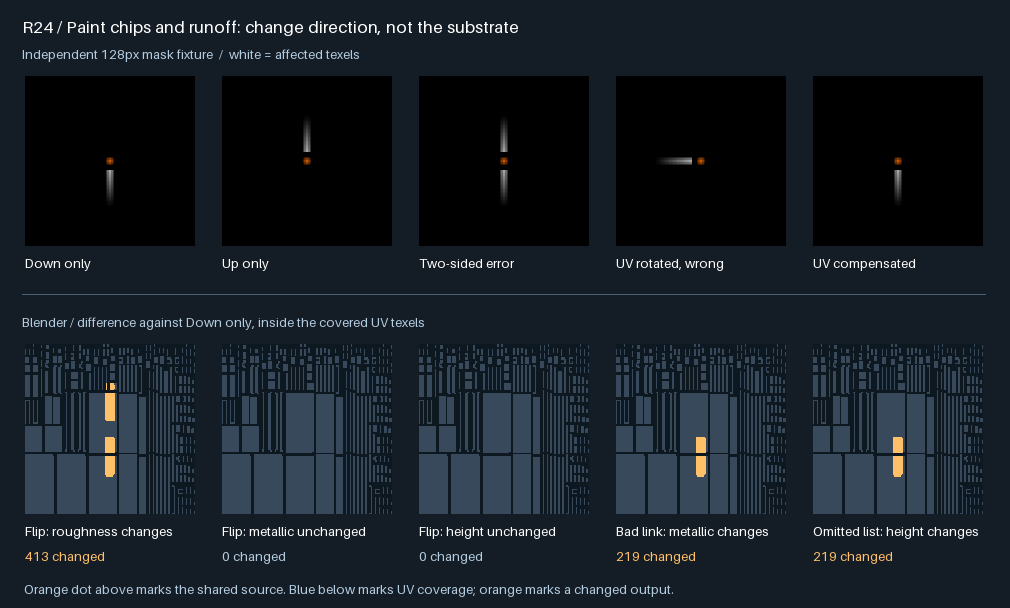 R24 / Paint chips and runoff: change direction, not the substrate
Independent 128px mask fixture / white = affected texels
Down only
Up only
Two-sided error
UV rotated, wrong
UV compensated
Blender / difference against Down only, inside the covered UV texels
Flip: roughness changes
Flip: metallic unchanged
Flip: height unchanged
Bad link: metallic changes
Omitted list: height changes
413 changed
0 changed
0 changed
219 changed
219 changed
Orange dot above marks the shared source. Blue below marks UV coverage; orange marks a changed output.